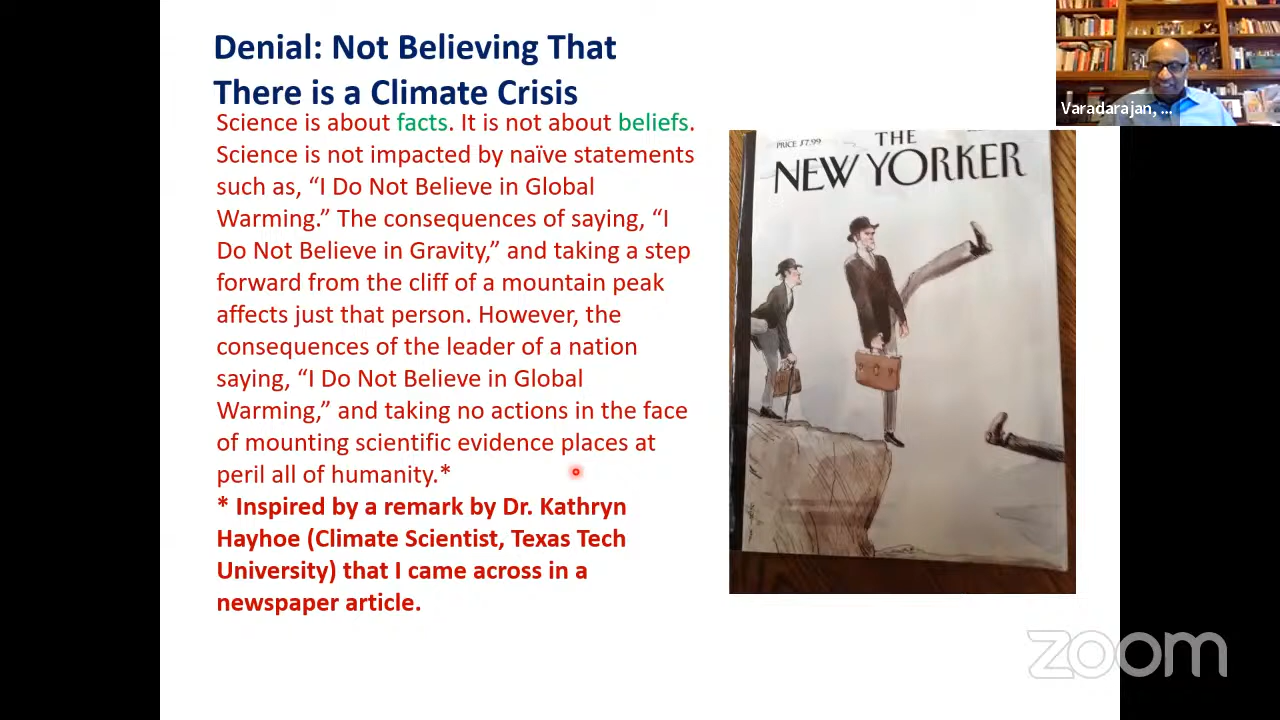 Denial: Not Believing That
There is a Climate Crisis
Science is about facts. It is not about beliefs.
Science is not impacted by naïve statements
such as, “I Do Not Believe in Global
Warming.” The consequences of saying, “I
Do Not Believe in Gravity,” and taking a step
forward from the cliff of a mountain peak
affects just that person. However, the
consequences of the leader of a nation
saying, “I Do Not Believe in Global
Warming,” and taking no actions in the face
of mounting scientific evidence places at
peril all of humanity.*
* Inspired by a remark by Dr. Kathryn
Hayhoe (Climate Scientist, Texas Tech
University) that I came across in a
newspaper article.
PRICE $7.99
THE
NEW YORKER
Varadarajan, ...
zoom